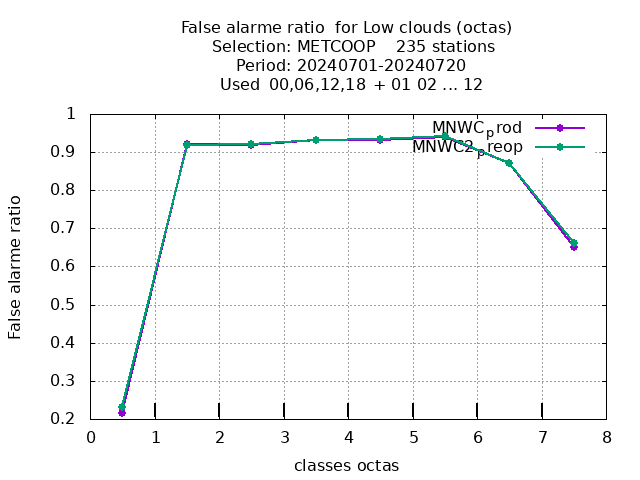 False alarme ratio  for Low clouds (octas)
Selection: METCOOP    235 stations
Period: 20240701-20240720
Used  00,06,12,18  + 01 02 ... 12
MNWCprod
MNWC2preop
1
0.9
0.8
0.7
0.6
0.5
0.4
0.3
0.2
False alarme ratio
0 1 2 3 4 5 6 7 8
classes octas